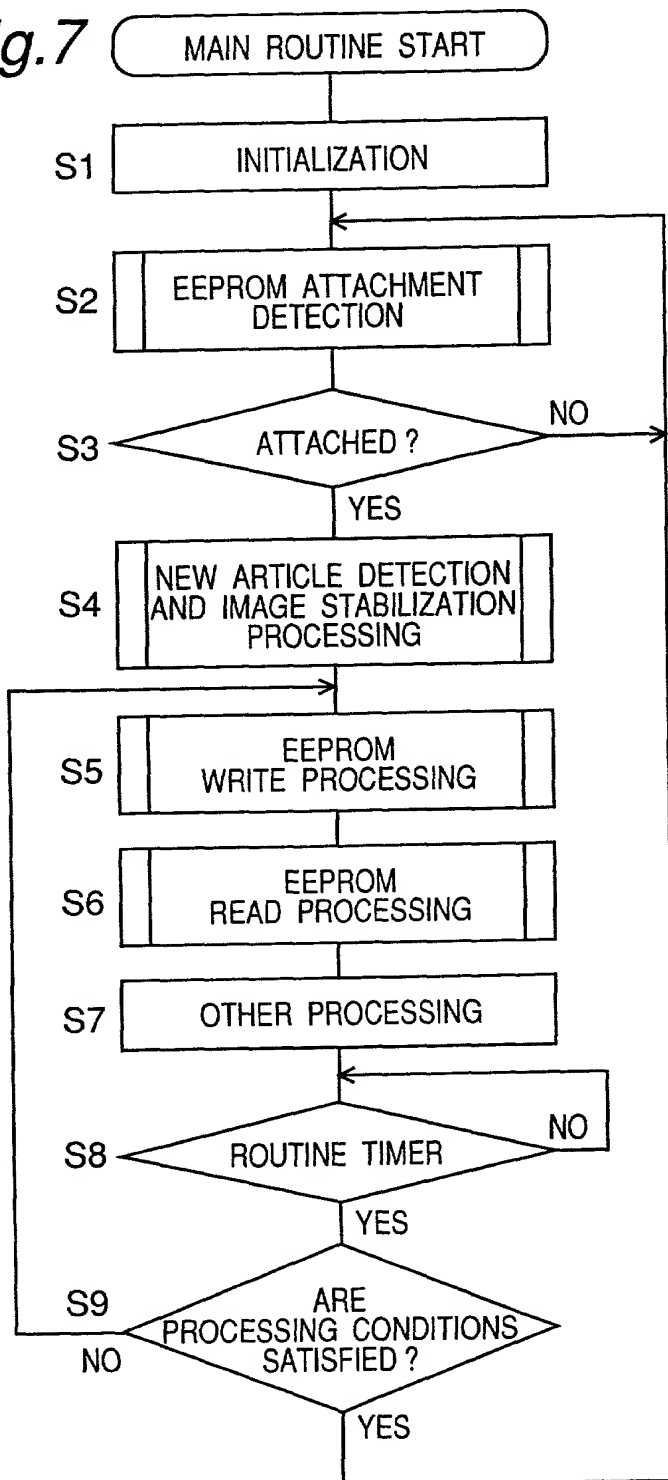 g.7
MAIN ROUTINE START
S1
INITIALIZATION
S2
EEPROM ATTACHMENT
DETECTION
S3
ATTACHED ?
NO
YES
S4
NEW ARTICLE DETECTION
AND IMAGE STABILIZATION
PROCESSING
S5
EEPROM
WRITE PROCESSING
S6
EEPROM
READ PROCESSING
S7
OTHER PROCESSING
S8
ROUTINE TIMER
NO
YES
S9
ARE
PROCESSING CONDITIONS
SATISFIED ?
NO
YES